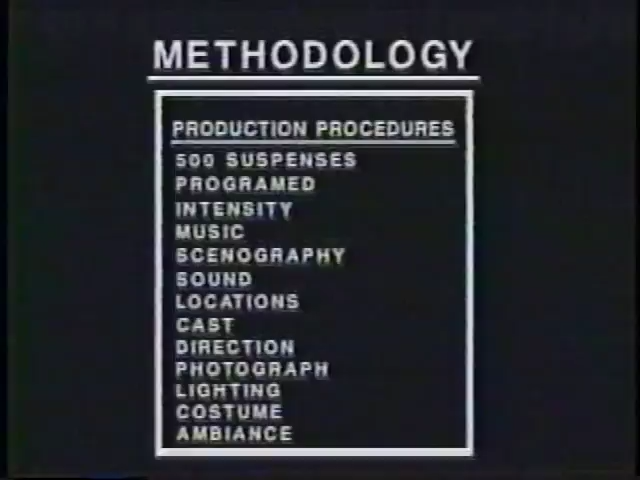 METHODOLOGY
PRODUCTION PROCEDURES
500 SUSPENSES
PROGRAMED
INTENSITY
MUSIC
SCENOGRAPHY
SOUND
LOCATIONS
CAST
DIRECTION
PHOTOGRAPH
LIGHTING
COSTUME
AMBIANCE